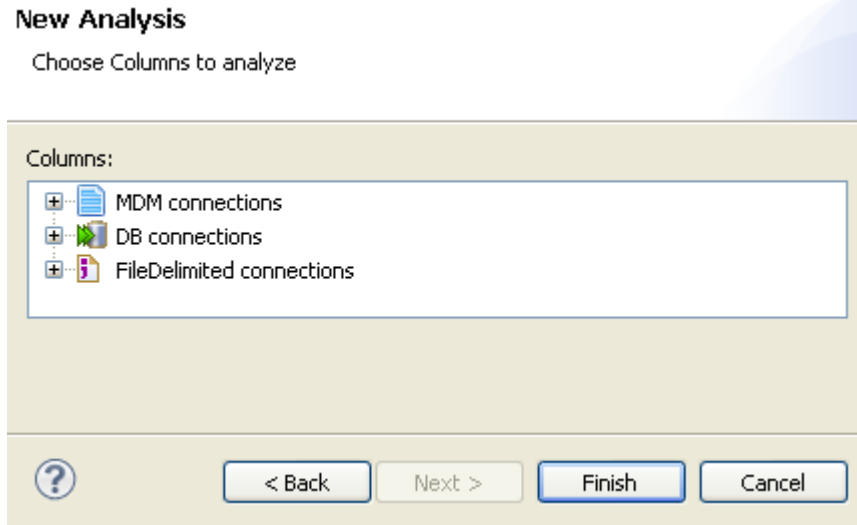 New Analysis
Choose Columns to analyze
Columns:
MDM connections
DB connections
FileDelimited connections
? < Back Next > Finish Cancel